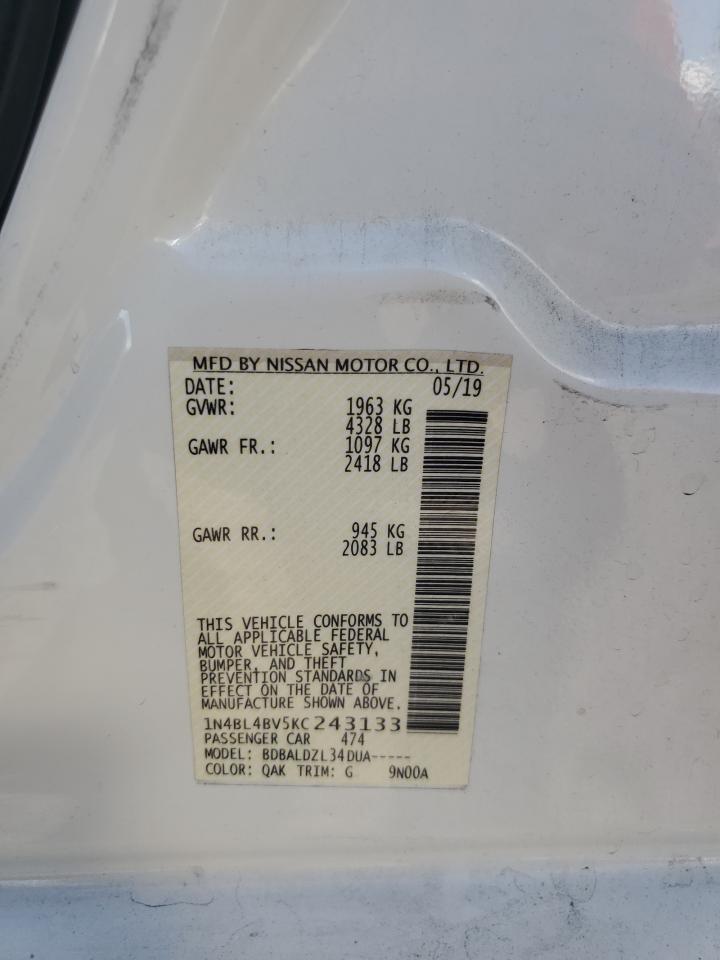 MFD BY NISSAN MOTOR CO., LTD.
DATE: 05/19
GVWR: 1963 KG
4328 LB
GAWR FR.: 1097 KG
2418 LB
GAWR RR.: 945 KG
2083 LB
THIS VEHICLE CONFORMS TO
ALL APPLICABLE FEDERAL
MOTOR VEHICLE SAFETY,
BUMPER, AND THEFT
PREVENTION STANDARDS IN
EFFECT ON THE DATE OF
MANUFACTURE SHOWN ABOVE.
1N4BL4BV5KC243133
PASSENGER CAR 474
MODEL: BDBALDZL34DUA-----
COLOR: QAK TRIM: G 9N00A